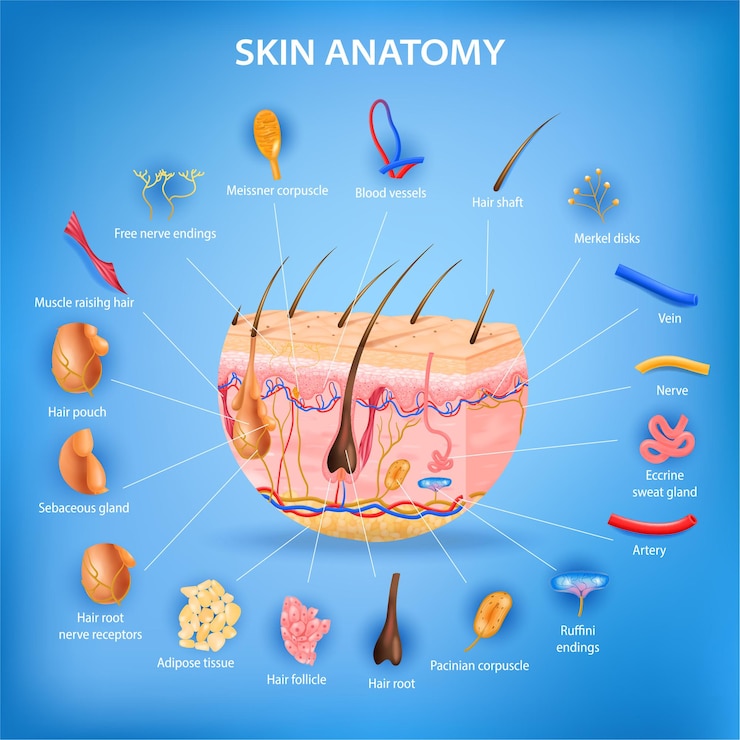 SKIN ANATOMY
Meissner corpuscle
Blood vessels
Hair shaft
Free nerve endings
Merkel disks
Muscle raisihg hair
Vein
Hair pouch
Nerve
Sebaceous gland
Eccrine
sweat gland
Artery
Hair root
nerve receptors
Adipose tissue
Hair follicle
Hair root
Pacinian corpuscle
Ruffini
endings